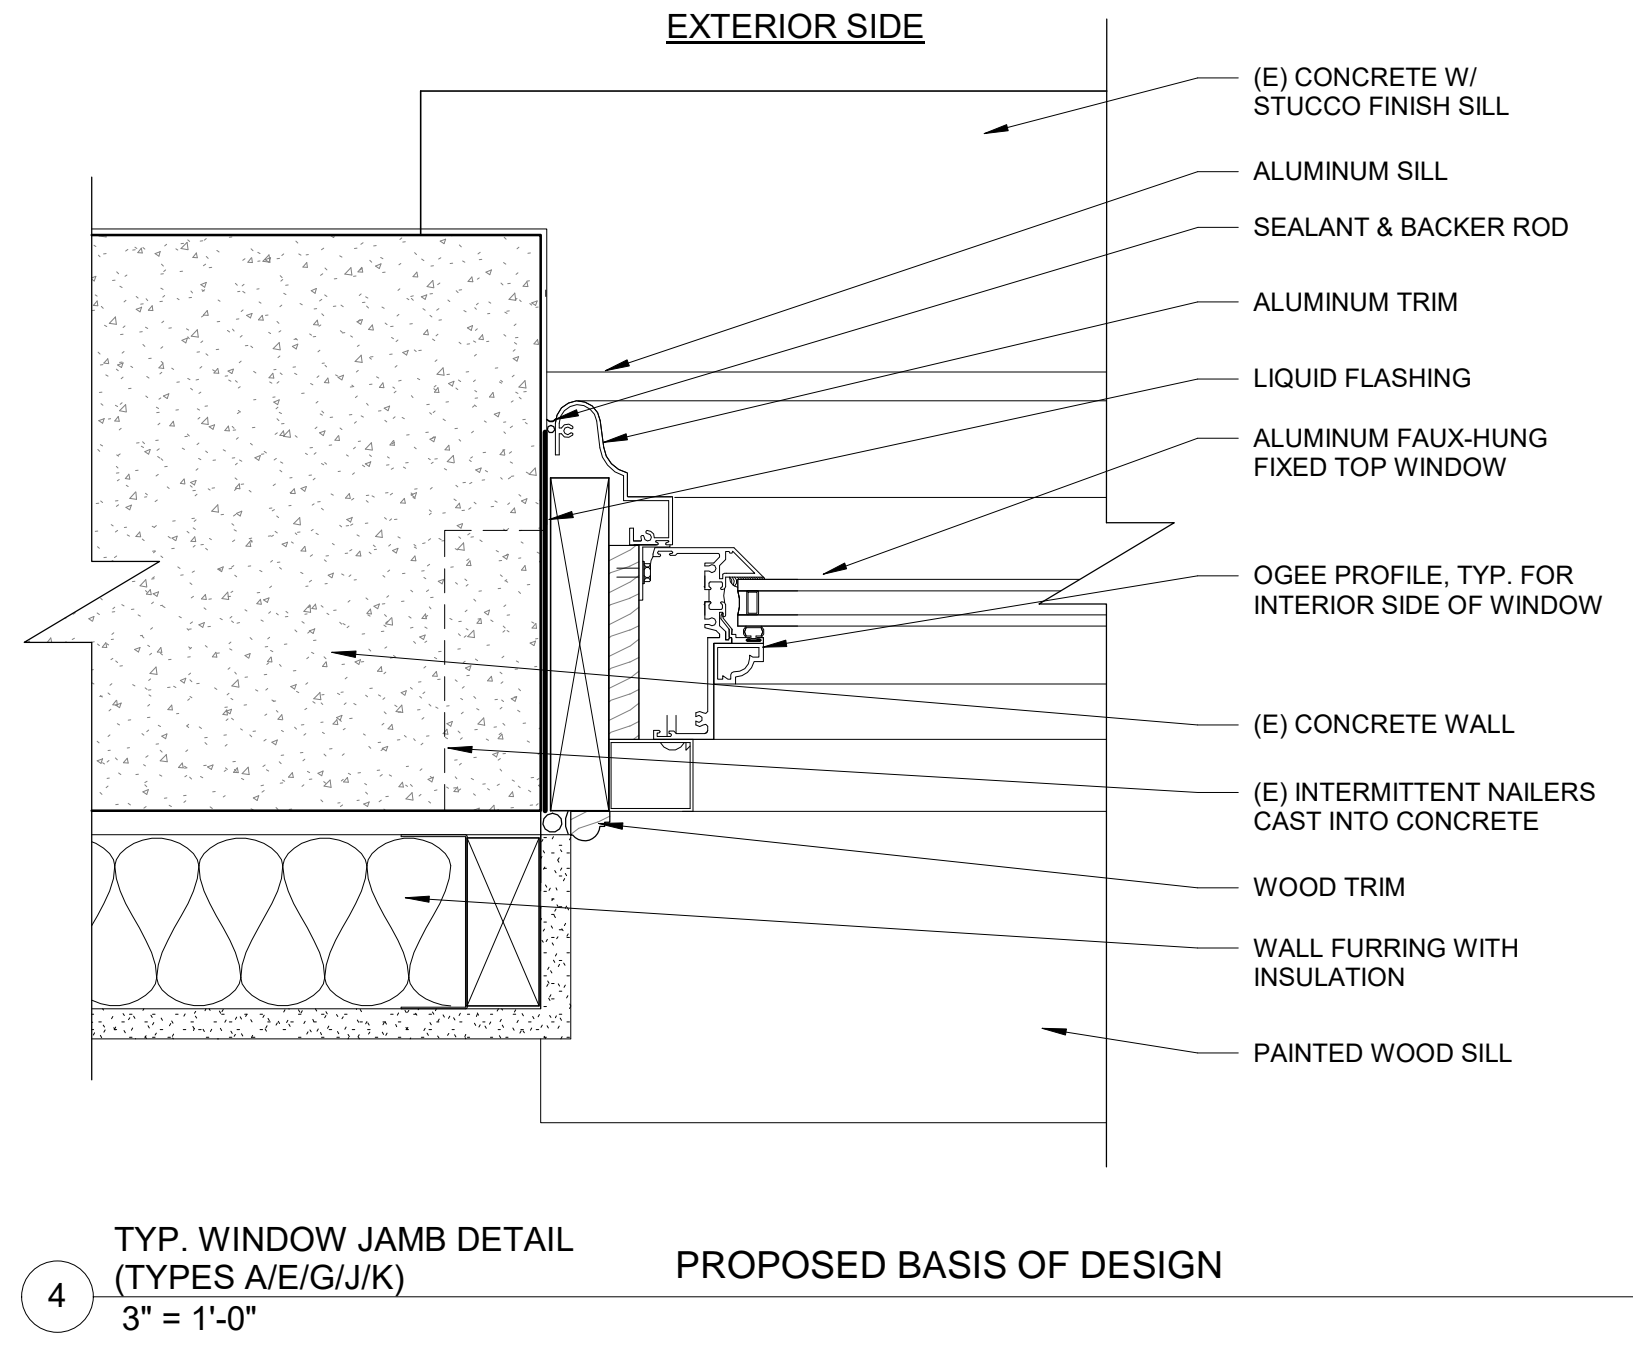 EXTERIOR SIDE
(E) CONCRETE W/
STUCCO FINISH SILL
ALUMINUM SILL
SEALANT & BACKER ROD
ALUMINUM TRIM
LIQUID FLASHING
ALUMINUM FAUX-HUNG
FIXED TOP WINDOW
OGEE PROFILE, TYP. FOR
INTERIOR SIDE OF WINDOW
(E) CONCRETE WALL
(E) INTERMITTENT NAILERS
CAST INTO CONCRETE
WOOD TRIM
WALL FURRING WITH
INSULATION
PAINTED WOOD SILL
4
TYP. WINDOW JAMB DETAIL
(TYPES A/E/G/J/K)
3" = 1'-0"
PROPOSED BASIS OF DESIGN